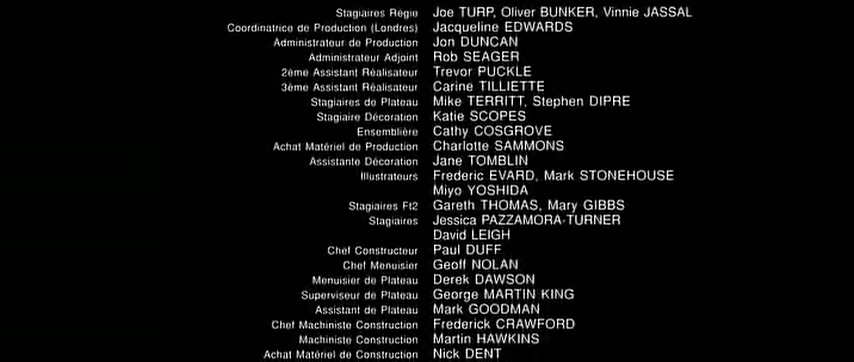 Stagiaires Régie Joe TURP, Oliver BUNKER, Vinnie JASSAL
Coordinatrice de Production (Londres) Jacqueline EDWARDS
Administrateur de Production Jon DUNCAN
Administrateur Adjoint Rob SEAGER
2ème Assistant Réalisateur Trevor PUCKLE
3ème Assistant Réalisateur Carine TILLIETTE
Stagiaires de Plateau Mike TERRITT, Stephen DIPRE
Stagiaire Décoration Katie SCOPES
Ensemblière Cathy COSGROVE
Achat Matériel de Production Charlotte SAMMONS
Assistante Décoration Jane TOMBLIN
Illustrateurs Frederic EVARD, Mark STONEHOUSE
Miyo YOSHIDA
Stagiaires Ft2 Gareth THOMAS, Mary GIBBS
Stagiaires Jessica PAZZAMORA-TURNER
David LEIGH
Chef Constructeur Paul DUFF
Chef Menuisier Geoff NOLAN
Menuisier de Plateau Derek DAWSON
Superviseur de Plateau George MARTIN KING
Assistant de Plateau Mark GOODMAN
Chef Machiniste Construction Frederick CRAWFORD
Machiniste Construction Martin HAWKINS
Achat Matériel de Construction Nick DENT